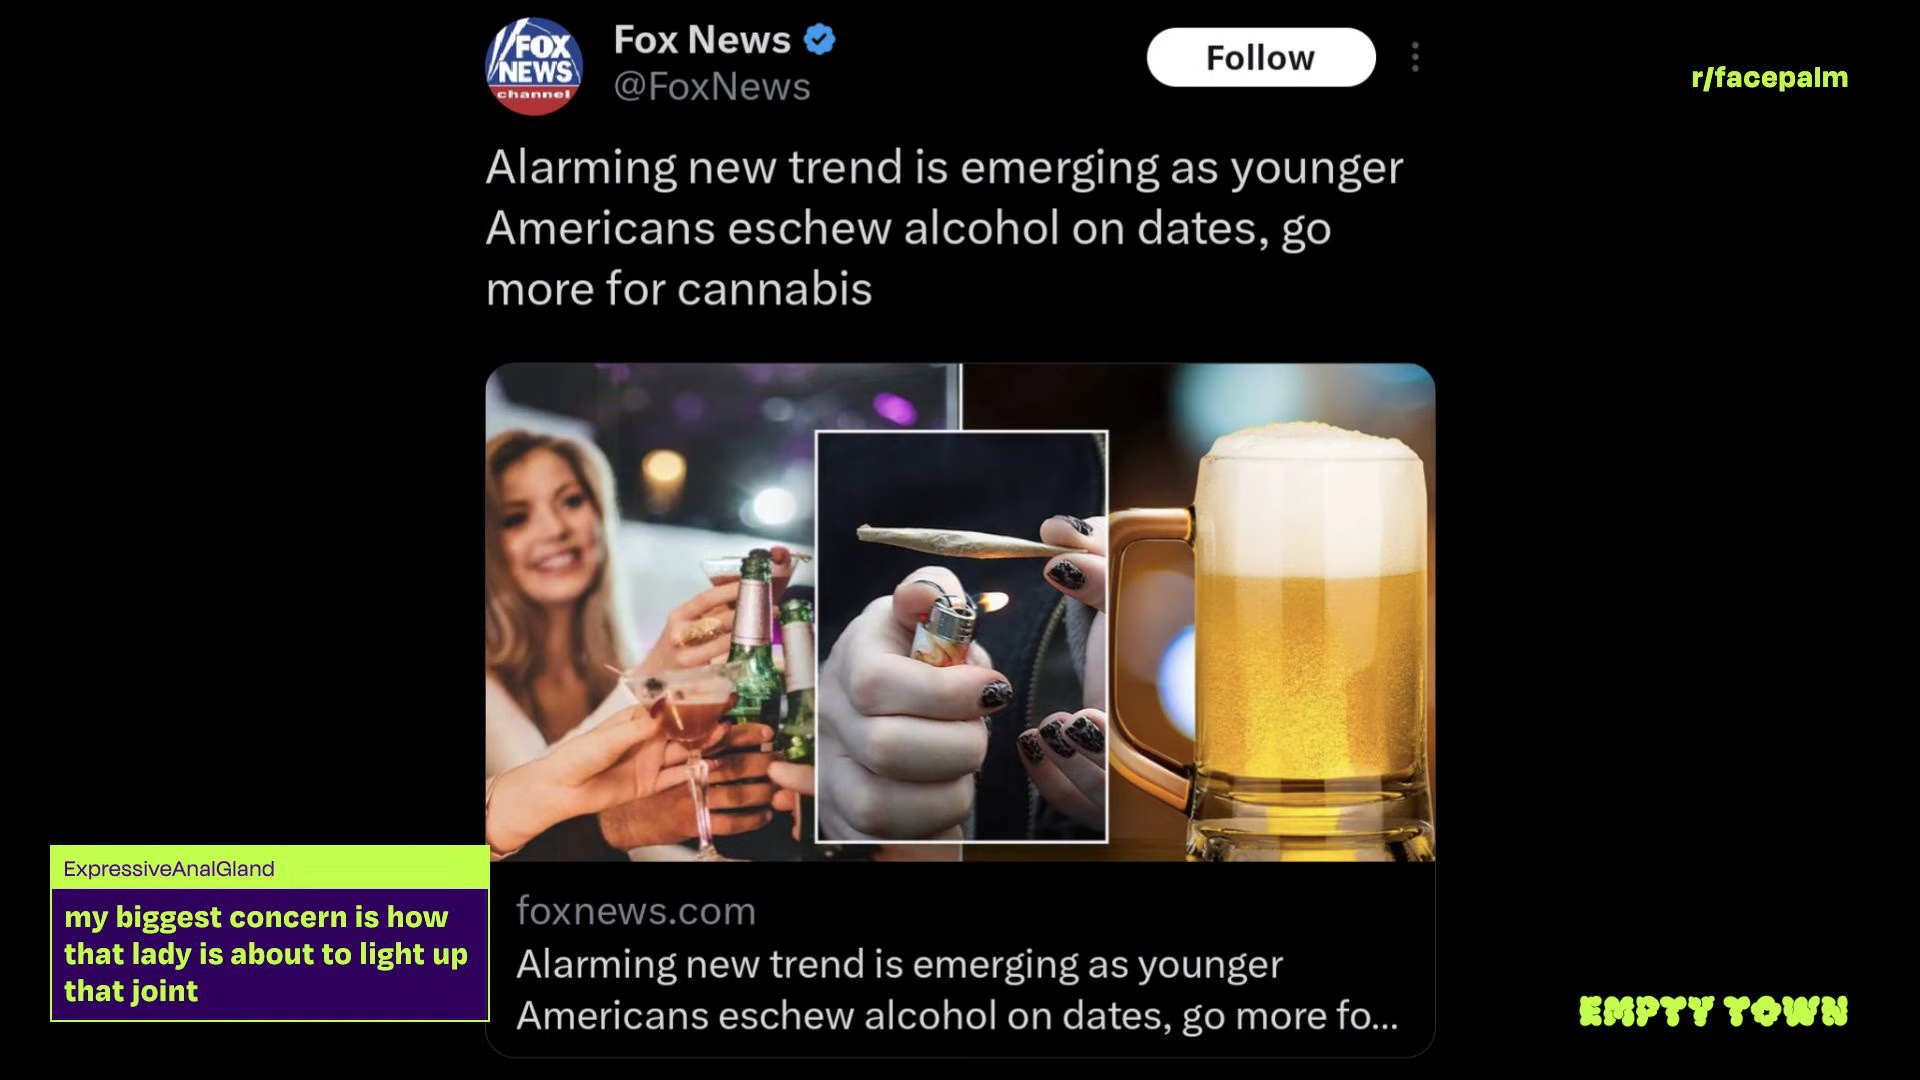 FOX
NEWS
channel
Fox News
@FoxNews
Follow
r/facepalm
Alarming new trend is emerging as younger
Americans eschew alcohol on dates, go
more for cannabis
ExpressiveAnalGland
my biggest concern is how
that lady is about to light up
that joint
foxnews.com
Alarming new trend is emerging as younger
Americans eschew alcohol on dates, go more fo...
EMPTY TOWN